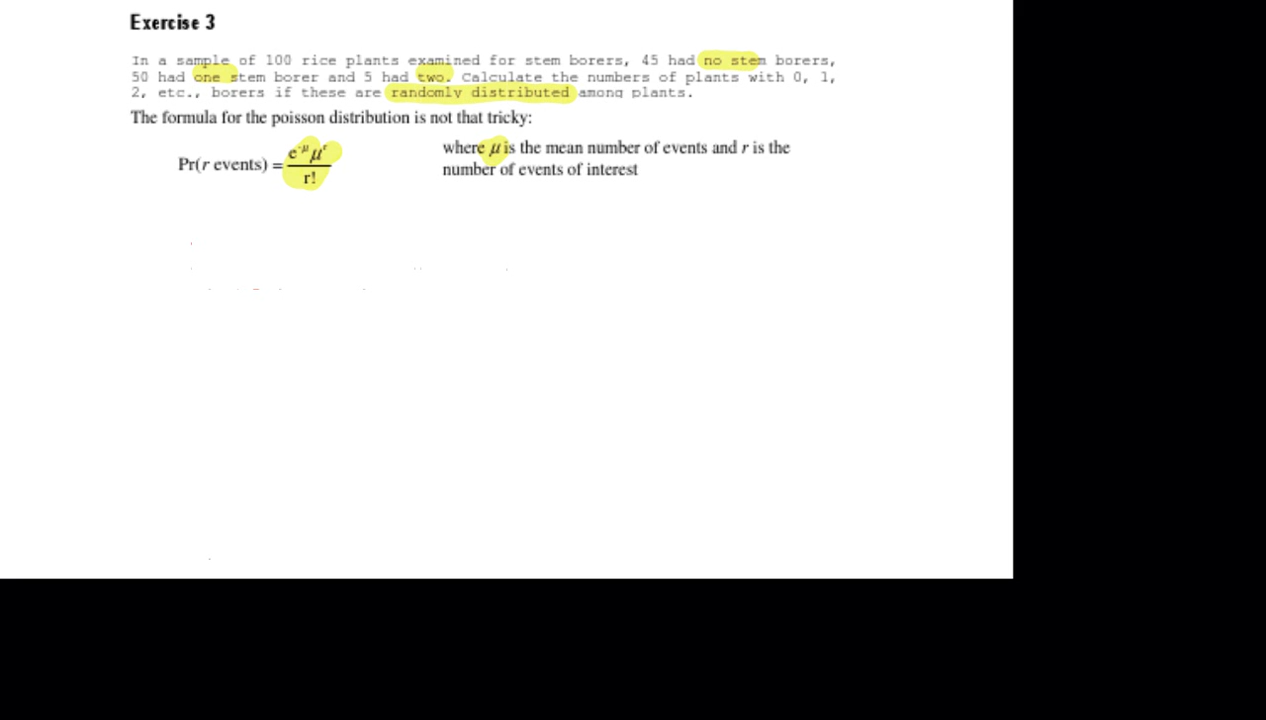 Exercise 3
In a sample of 100 rice plants examined for stem borers, 45 had no stem borers,
50 had one stem borer and 5 had two. Calculate the numbers of plants with 0, 1,
2, etc., borers if these are randomly distributed among plants.
The formula for the poisson distribution is not that tricky:
Pr(r events) = e^-μ μ^r / r!
where μ is the mean number of events and r is the
number of events of interest